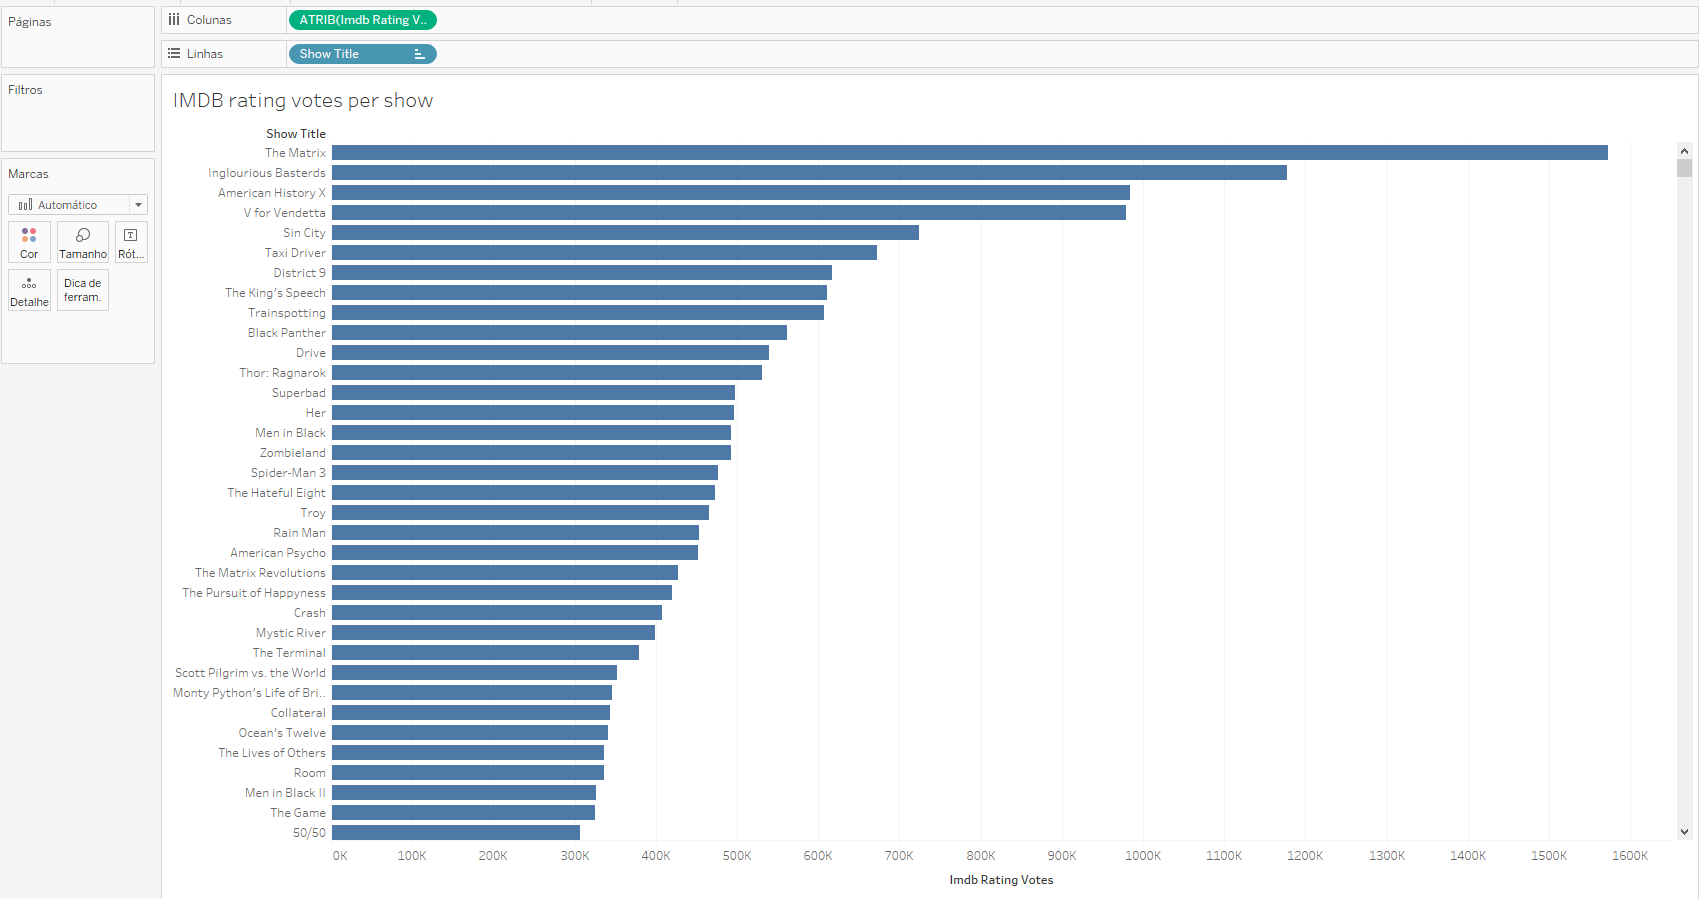 Páginas
Colunas
ATRIB(Imdb Rating V..
Linhas
Show Title
Filtros
Marcas
Automático
Cor
Tamanho
Rót...
Detalhe
Dica de
ferram.
IMDB rating votes per show
Show Title
The Matrix
Inglourious Basterds
American History X
V for Vendetta
Sin City
Taxi Driver
District 9
The King's Speech
Trainspotting
Black Panther
Drive
Thor: Ragnarok
Superbad
Her
Men in Black
Zombieland
Spider-Man 3
The Hateful Eight
Troy
Rain Man
American Psycho
The Matrix Revolutions
The Pursuit of Happyness
Crash
Mystic River
The Terminal
Scott Pilgrim vs. the World
Monty Python's Life of Bri..
Collateral
Ocean's Twelve
The Lives of Others
Room
Men in Black II
The Game
50/50
0K 100K 200K 300K 400K 500K 600K 700K 800K 900K 1000K 1100K 1200K 1300K 1400K 1500K 1600K
Imdb Rating Votes